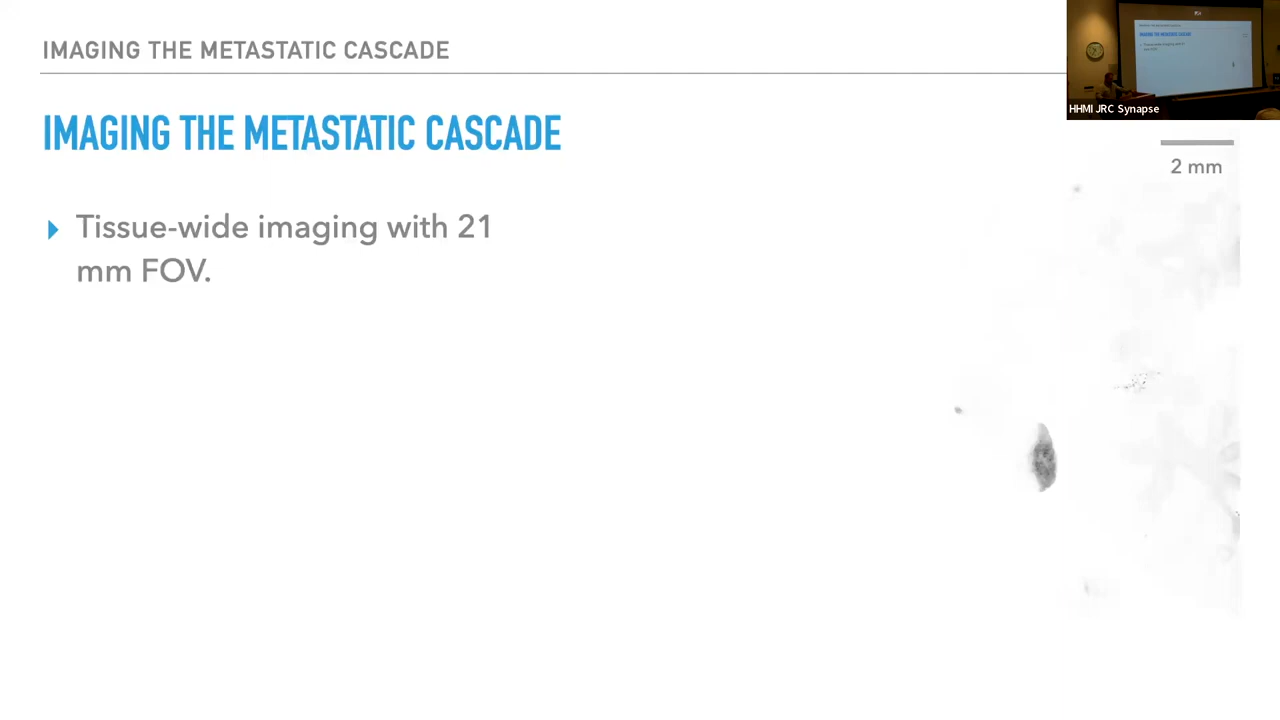 IMAGING THE METASTATIC CASCADE
IMAGING THE METASTATIC CASCADE
Tissue-wide imaging with 21
mm FOV.
HHMI JRC Synapse
2 mm